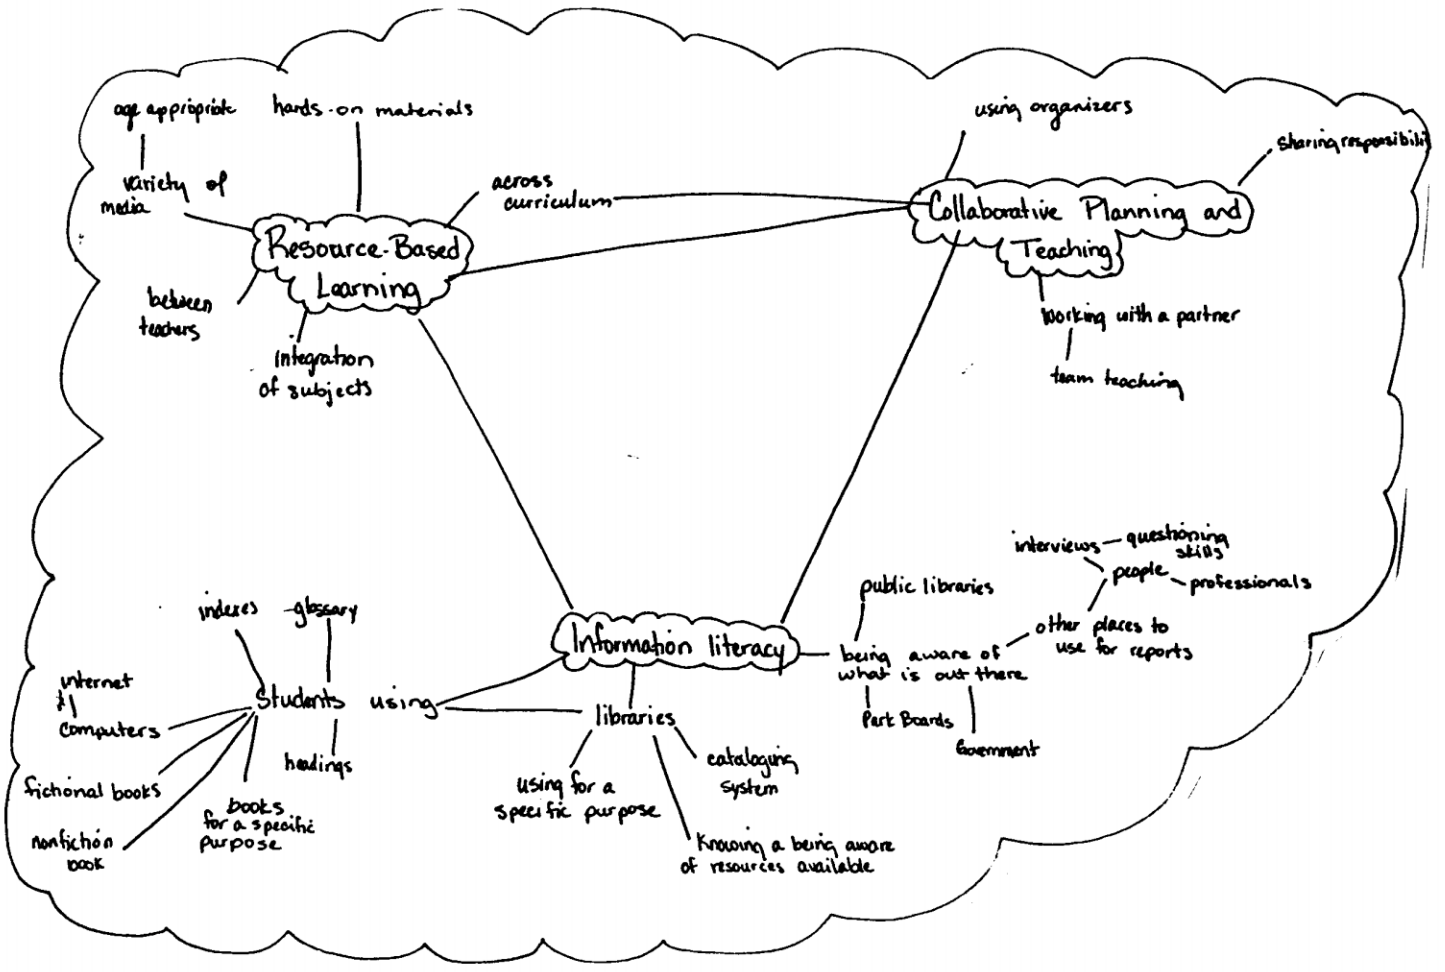 age appropriate
hands-on materials
using organizers
sharing responsibili
variety of
media
across
curriculum
Collaborative Planning and
Teaching
Resource-Based
Learning
between
teachers
integration
of subjects
working with a partner
team teaching
interviews
questioning
skills
people
professionals
public libraries
other places to
use for reports
indexes
glossary
Information literacy
being aware of
what is out there
internet
computers
Students using
libraries
Park Boards
Government
headings
cataloguing
system
using for a
specific purpose
fictional books
books
for a specific
purpose
nonfiction
book
Knowing a being aware
of resources available